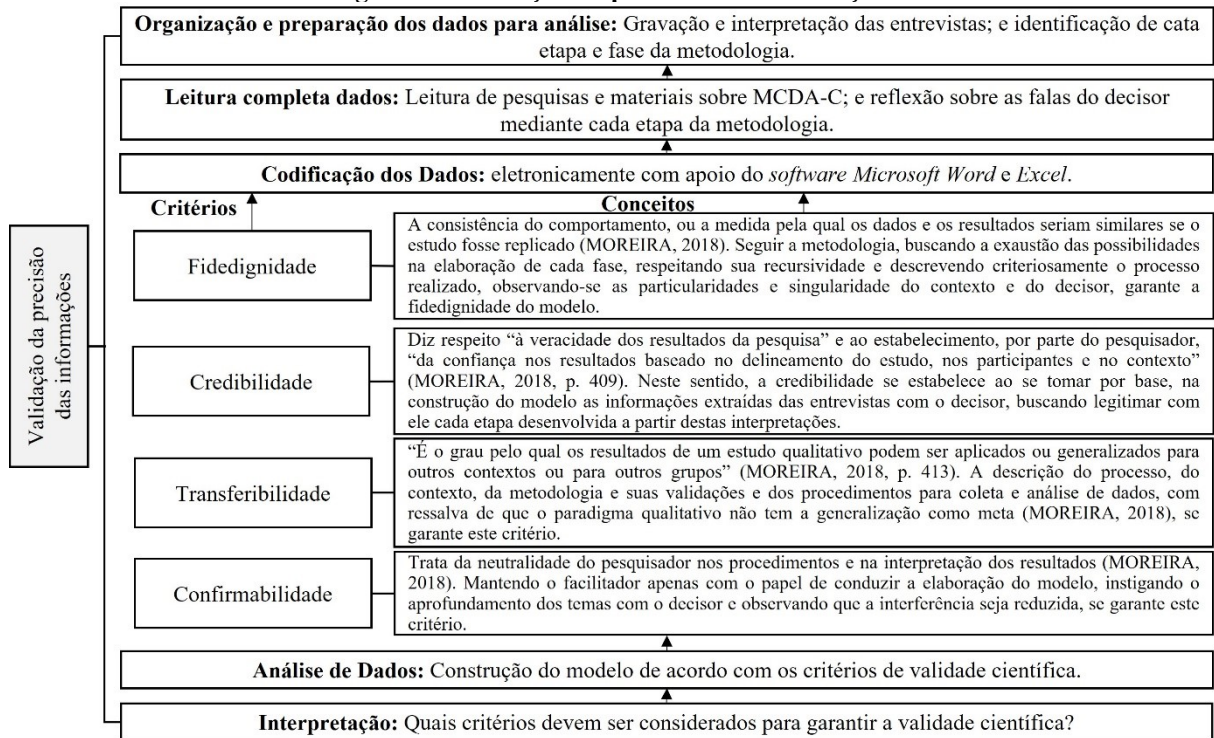 Organização e preparação dos dados para análise: Gravação e interpretação das entrevistas; e identificação de cata
etapa e fase da metodologia.
Leitura completa dados: Leitura de pesquisas e materiais sobre MCDA-C; e reflexão sobre as falas do decisor
mediante cada etapa da metodologia.
Codificação dos Dados: eletronicamente com apoio do software Microsoft Word e Excel.
Critérios
Conceitos
Validação da precisão
das informações
Fidedignidade
A consistência do comportamento, ou a medida pela qual os dados e os resultados seriam similares se o
estudo fosse replicado (MOREIRA, 2018). Seguir a metodologia, buscando a exaustão das possibilidades
na elaboração de cada fase, respeitando sua recursividade e descrevendo criteriosamente o processo
realizado, observando-se as particularidades e singularidade do contexto e do decisor, garante a
fidedignidade do modelo.
Credibilidade
Diz respeito “à veracidade dos resultados da pesquisa” e ao estabelecimento, por parte do pesquisador,
“da confiança nos resultados baseado no delineamento do estudo, nos participantes e no contexto”
(MOREIRA, 2018, p. 409). Neste sentido, a credibilidade se estabelece ao se tomar por base, na
construção do modelo as informações extraídas das entrevistas com o decisor, buscando legitimar com
ele cada etapa desenvolvida a partir destas interpretações.
Transferibilidade
“É o grau pelo qual os resultados de um estudo qualitativo podem ser aplicados ou generalizados para
outros contextos ou para outros grupos” (MOREIRA, 2018, p. 413). A descrição do processo, do
contexto, da metodologia e suas validações e dos procedimentos para coleta e análise de dados, com
ressalva de que o paradigma qualitativo não tem a generalização como meta (MOREIRA, 2018), se
garante este critério.
Confirmabilidade
Trata da neutralidade do pesquisador nos procedimentos e na interpretação dos resultados (MOREIRA,
2018). Mantendo o facilitador apenas com o papel de conduzir a elaboração do modelo, instigando o
aprofundamento dos temas com o decisor e observando que a interferência seja reduzida, se garante este
critério.
Análise de Dados: Construção do modelo de acordo com os critérios de validade científica.
Interpretação: Quais critérios devem ser considerados para garantir a validade científica?